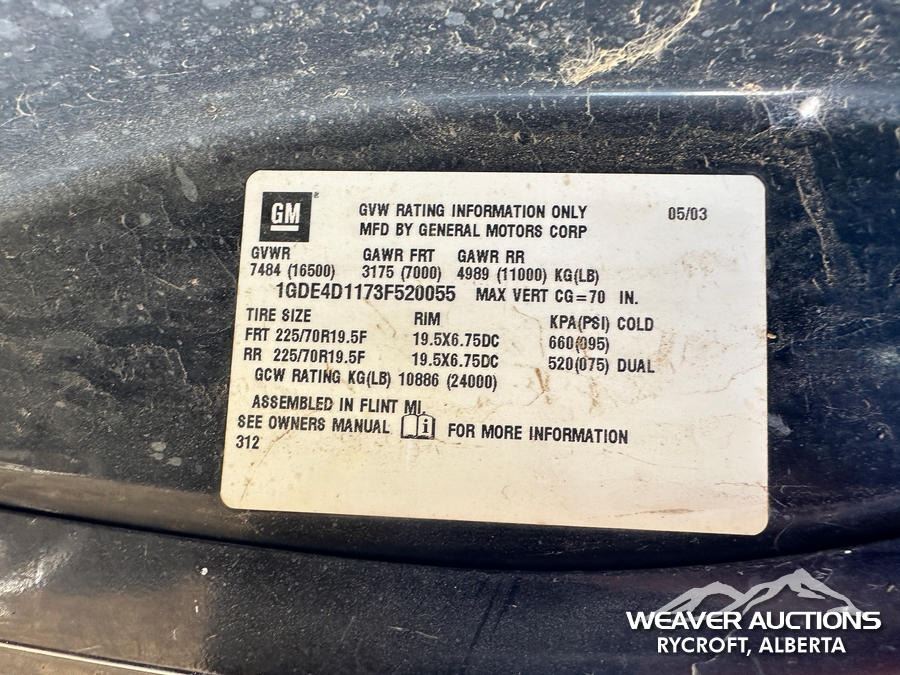 GM ®
GVW RATING INFORMATION ONLY 05/03
MFD BY GENERAL MOTORS CORP
GVWR GAWR FRT GAWR RR
7484 (16500) 3175 (7000) 4989 (11000) KG(LB)
1GDE4D1173F520055 MAX VERT CG=70 IN.
TIRE SIZE RIM KPA(PSI) COLD
FRT 225/70R19.5F 19.5X6.75DC 660(095)
RR 225/70R19.5F 19.5X6.75DC 520(075) DUAL
GCW RATING KG(LB) 10886 (24000)
ASSEMBLED IN FLINT MI.
SEE OWNERS MANUAL i FOR MORE INFORMATION
312
WEAVER AUCTIONS
RYCROFT, ALBERTA